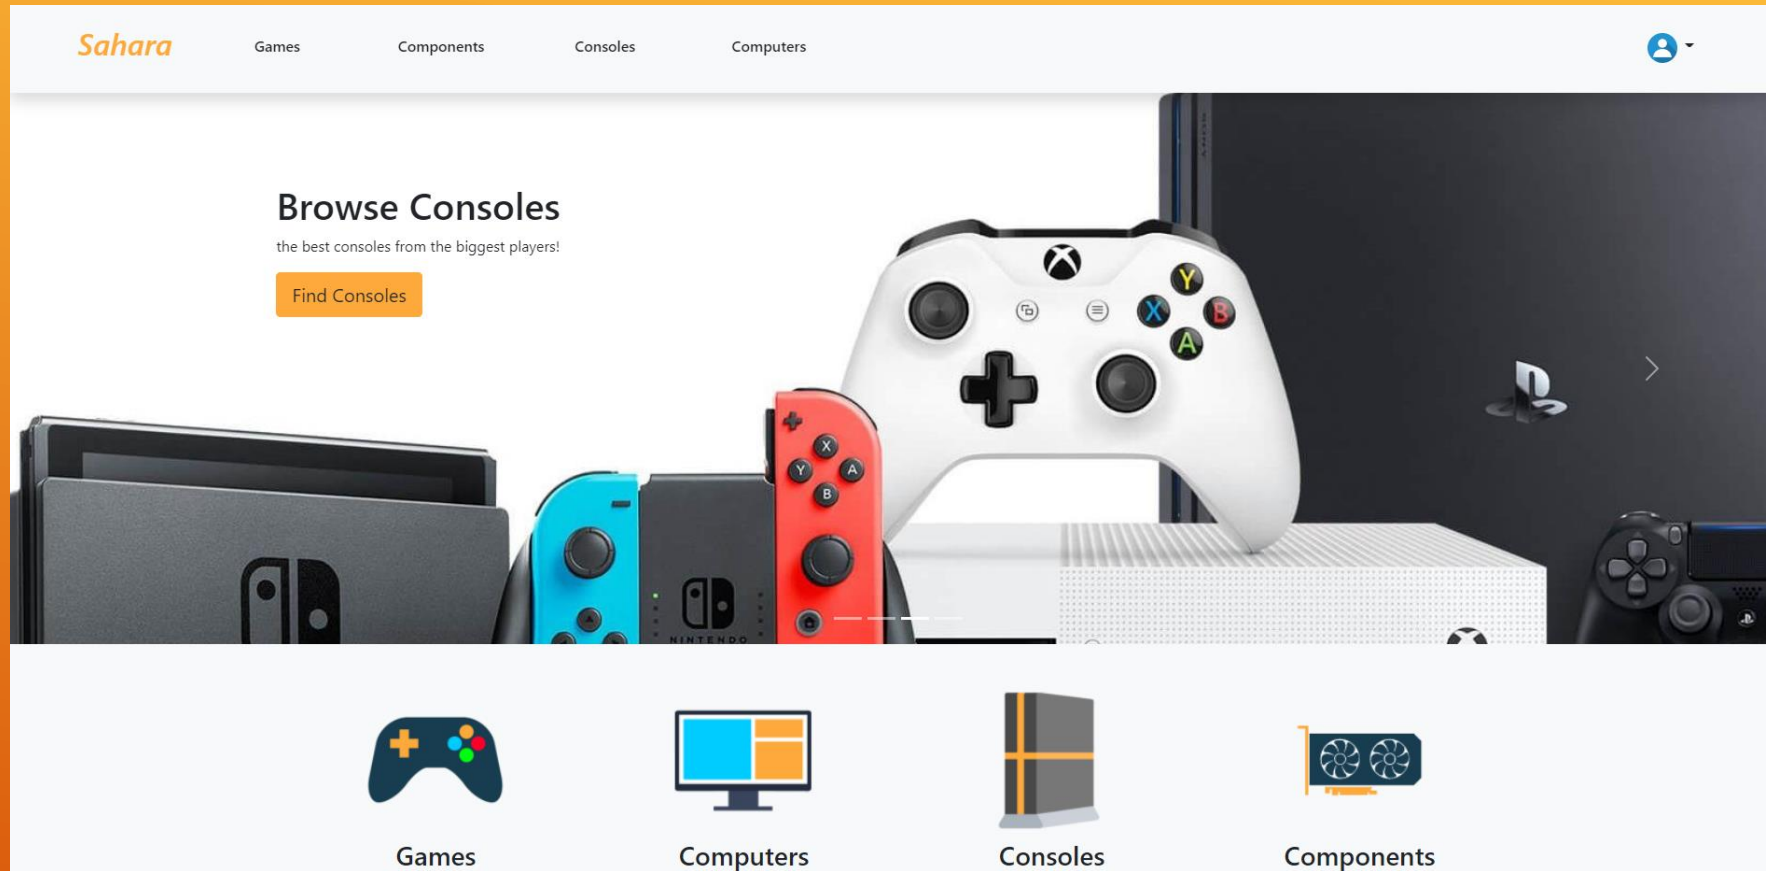 Sahara Games Components Consoles Computers
SONY
Browse Consoles
the best consoles from the biggest players!
Find Consoles
Y
X B
A
X
Y A
B
NINTENDO
Games Computers Consoles Components